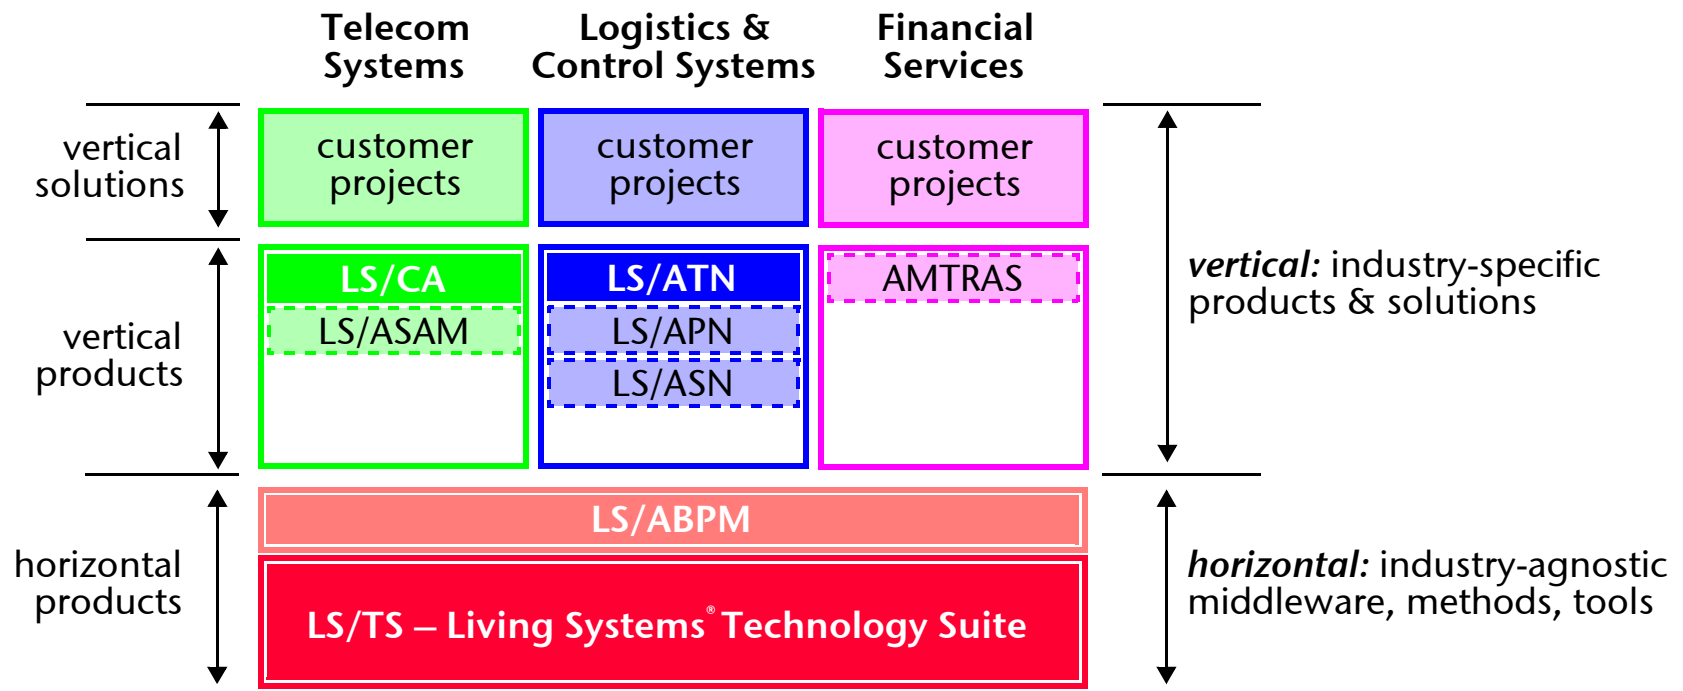 Telecom
Systems
Logistics &
Control Systems
Financial
Services
vertical
solutions
customer
projects
customer
projects
customer
projects
vertical
products
LS/CA
LS/ASAM
LS/ATN
LS/APN
LS/ASN
AMTRAS
vertical: industry-specific
products & solutions
horizontal
products
LS/ABPM
LS/TS – Living Systems® Technology Suite
horizontal: industry-agnostic
middleware, methods, tools